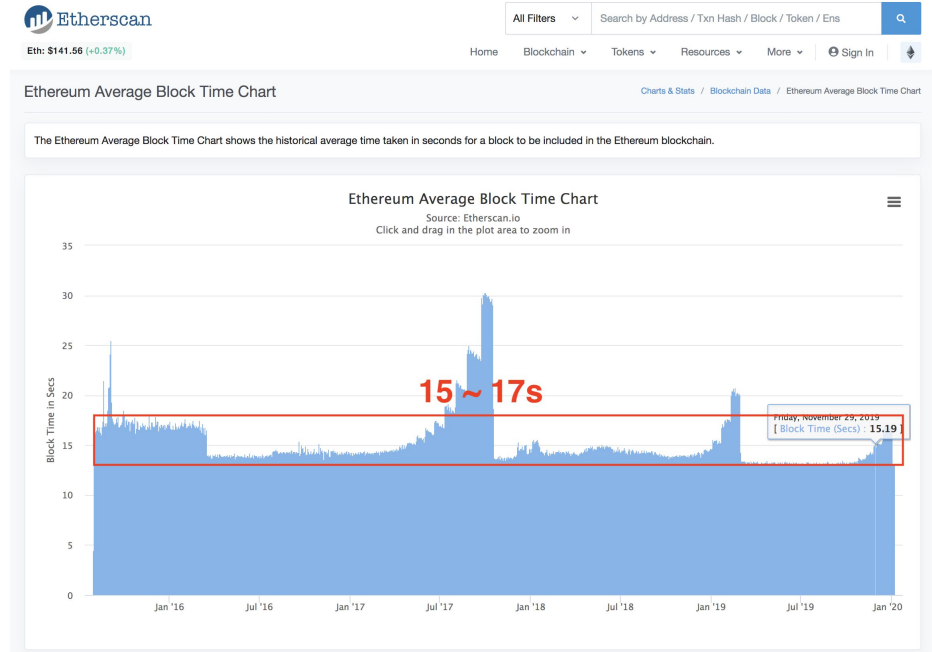 Etherscan
All Filters
Search by Address / Txn Hash / Block / Token / Ens
Eth: $141.56 (+0.37%)
Home Blockchain Tokens Resources More Sign In
Ethereum Average Block Time Chart
Charts & Stats / Blockchain Data / Ethereum Average Block Time Chart
The Ethereum Average Block Time Chart shows the historical average time taken in seconds for a block to be included in the Ethereum blockchain.
Ethereum Average Block Time Chart
Source: Etherscan.io
Click and drag in the plot area to zoom in
Block Time in Secs
35
30
25
20
15
10
5
0
15 ~ 17s
Friday, November 29, 2019
[ Block Time (Secs) : 15.19 ]
Jan '16 Jul '16 Jan '17 Jul '17 Jan '18 Jul '18 Jan '19 Jul '19 Jan '20